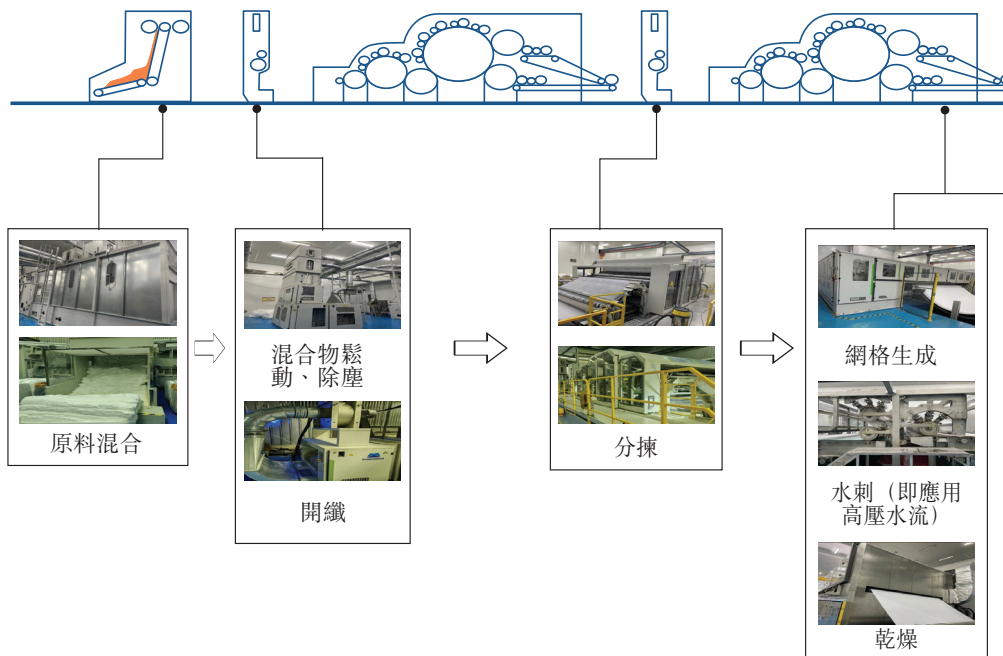 原料混合
混合物鬆
動、除塵
開纖
分揀
網格生成
水刺（即應用
高壓水流）
乾燥